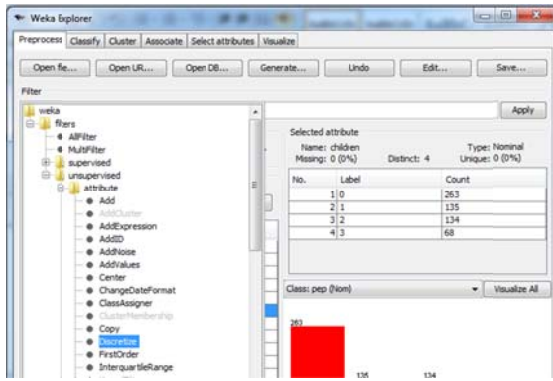 Weka Explorer
Preprocess Classify Cluster Associate Select attributes Visualize
Open file... Open UR... Open DB... Generate... Undo Edit... Save...
Filter
Apply
weka
filters
AllFilter
MultiFilter
supervised
unsupervised
attribute
Add
AddCluster
AddExpression
AddID
AddNoise
AddValues
Center
ChangeDateFormat
ClassAssigner
ClusterMembership
Copy
Discretize
FirstOrder
InterquartileRange
Selected attribute
Name: children Type: Nominal
Missing: 0 (0%) Distinct: 4 Unique: 0 (0%)
No. Label Count
1 0 263
2 1 135
3 2 134
4 3 68
Class: pep (Nom) Visualize All
263
135 134